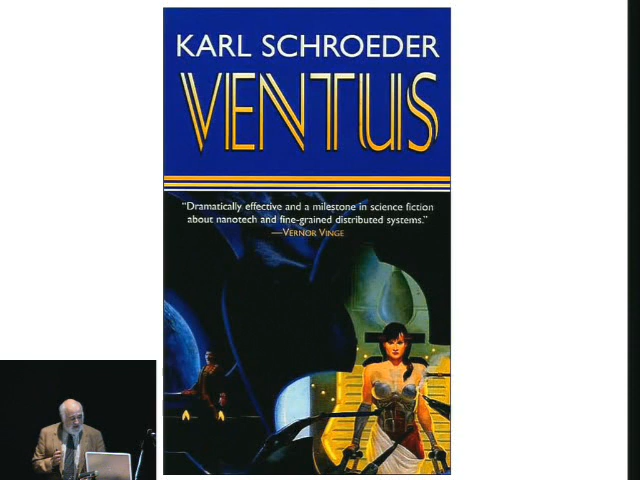 KARL SCHROEDER
VENTUS
“Dramatically effective and a milestone in science fiction
about nanotech and fine-grained distributed systems.”
—VERNOR VINGE